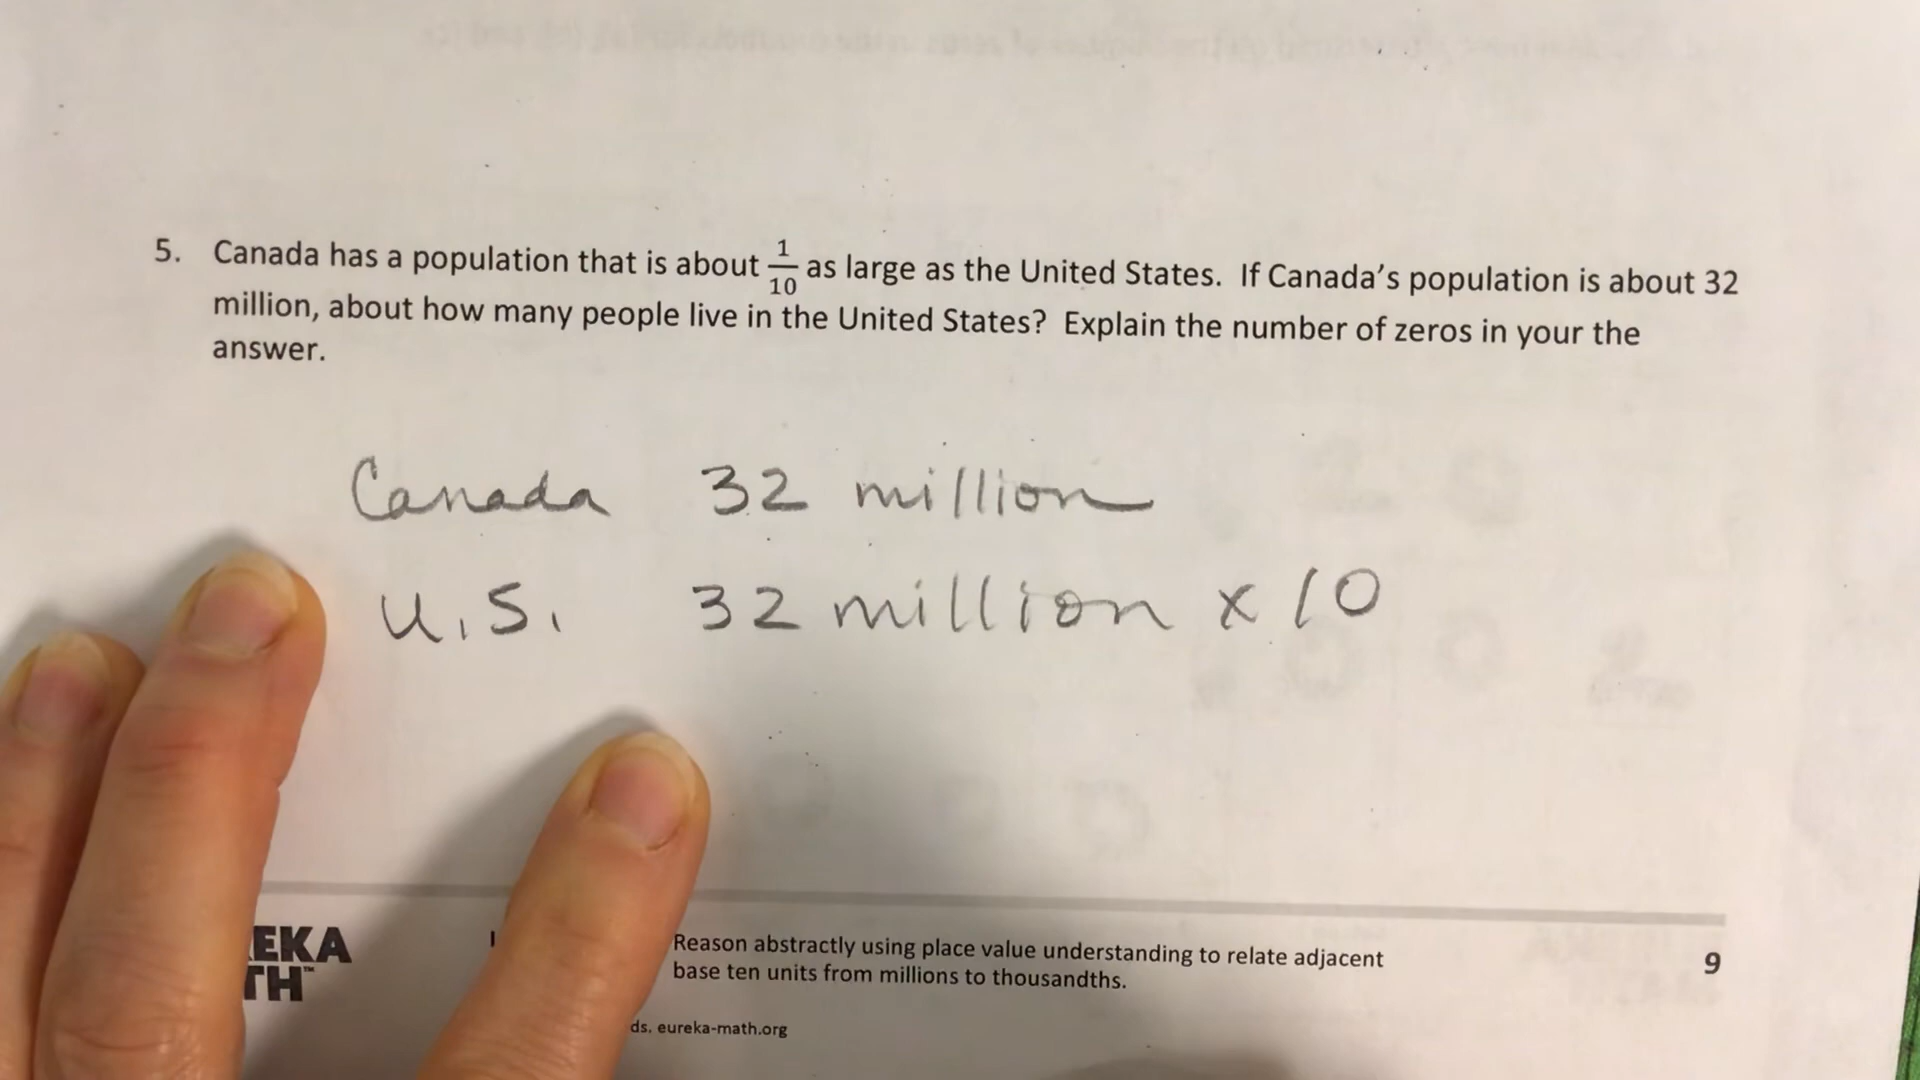 5. Canada has a population that is about 1/10 as large as the United States. If Canada's population is about 32
million, about how many people live in the United States? Explain the number of zeros in your the
answer.
Canada 32 million
U.S. 32 million x 10
EKA
TH™
Reason abstractly using place value understanding to relate adjacent
base ten units from millions to thousandths.
9
ds. eureka-math.org